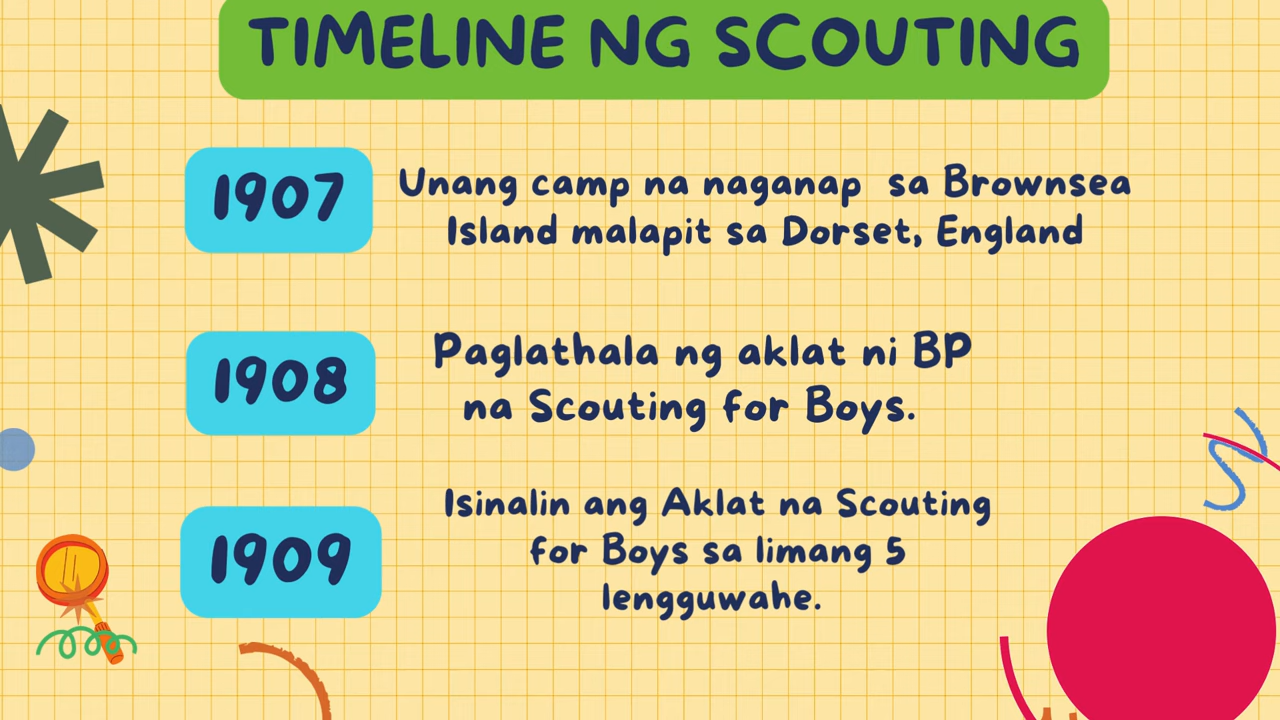 TIMELINE NG SCOUTING
1907
Unang camp na naganap sa Brownsea
Island malapit sa Dorset, England
1908
Paglathala ng aklat ni BP
na Scouting for Boys.
1909
Isinalin ang Aklat na Scouting
for Boys sa limang 5
lengguwahe.